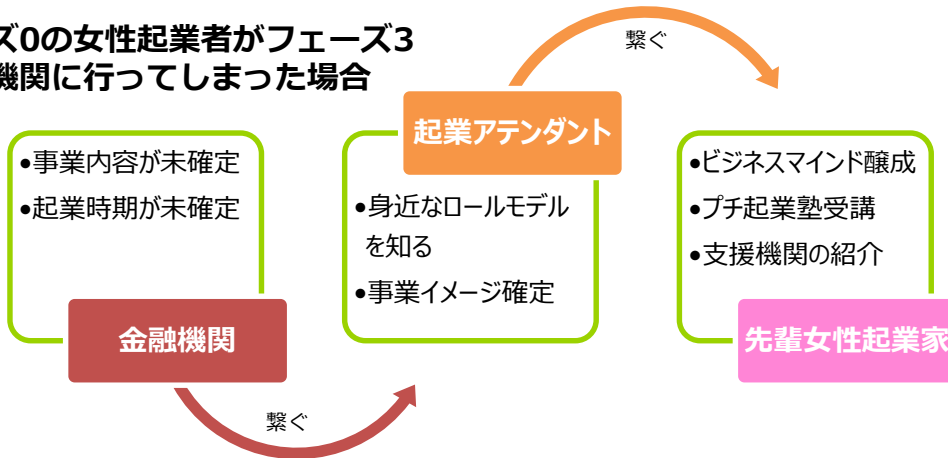 ズ0の女性起業者がフェーズ3
機関に行ってしまった場合
繋ぐ
起業アテンダント
•事業内容が未確定
•起業時期が未確定
金融機関
•身近なロールモデル
を知る
•事業イメージ確定
•ビジネスマインド醸成
•プチ起業塾受講
•支援機関の紹介
先輩女性起業家
繋ぐ